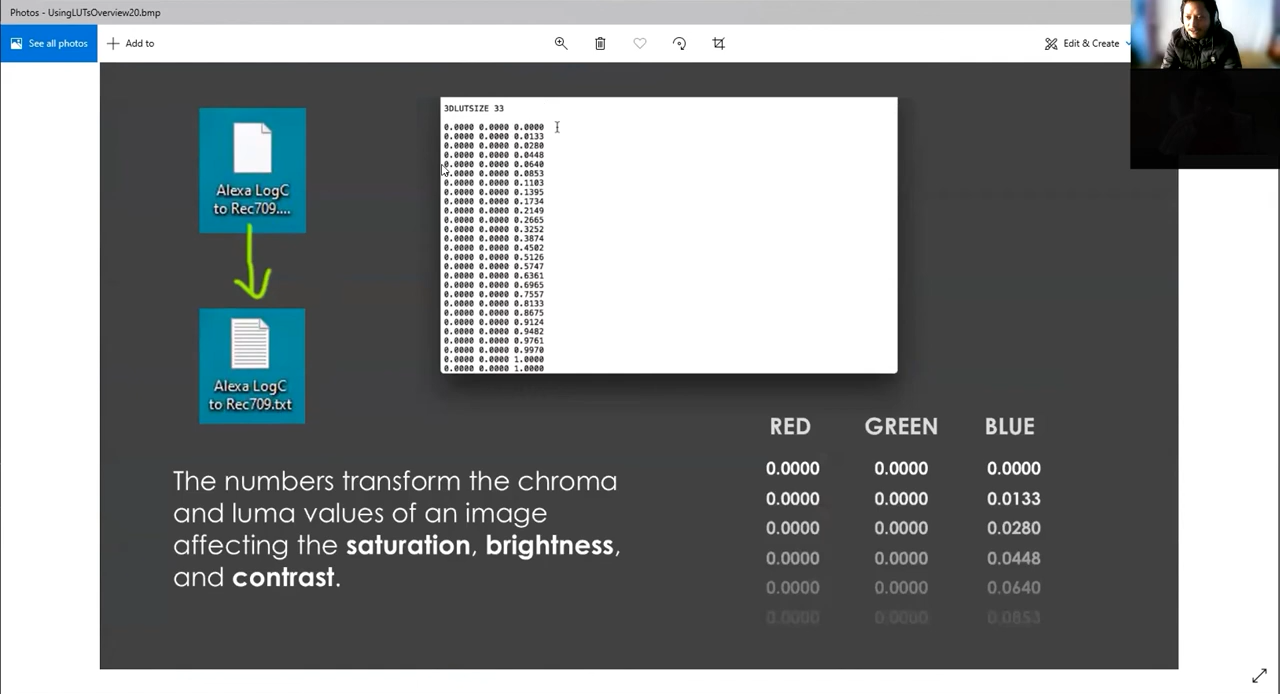 Photos - UsingLUTsOverview20.bmp
See all photos
Add to
Edit & Create
Alexa LogC
to Rec709....
Alexa LogC
to Rec709.txt
3DLUTSIZE 33
0.0000 0.0000 0.0000
0.0000 0.0000 0.0133
0.0000 0.0000 0.0280
0.0000 0.0000 0.0448
0.0000 0.0000 0.0640
0.0000 0.0000 0.0853
0.0000 0.0000 0.1103
0.0000 0.0000 0.1395
0.0000 0.0000 0.1734
0.0000 0.0000 0.2149
0.0000 0.0000 0.2665
0.0000 0.0000 0.3252
0.0000 0.0000 0.3874
0.0000 0.0000 0.4502
0.0000 0.0000 0.5126
0.0000 0.0000 0.5747
0.0000 0.0000 0.6361
0.0000 0.0000 0.6965
0.0000 0.0000 0.7557
0.0000 0.0000 0.8133
0.0000 0.0000 0.8675
0.0000 0.0000 0.9124
0.0000 0.0000 0.9482
0.0000 0.0000 0.9761
0.0000 0.0000 0.9970
0.0000 0.0000 1.0000
0.0000 0.0000 1.0000
The numbers transform the chroma
and luma values of an image
affecting the saturation, brightness,
and contrast.
RED GREEN BLUE
0.0000 0.0000 0.0000
0.0000 0.0000 0.0133
0.0000 0.0000 0.0280
0.0000 0.0000 0.0448
0.0000 0.0000 0.0640
0.0000 0.0000 0.0853